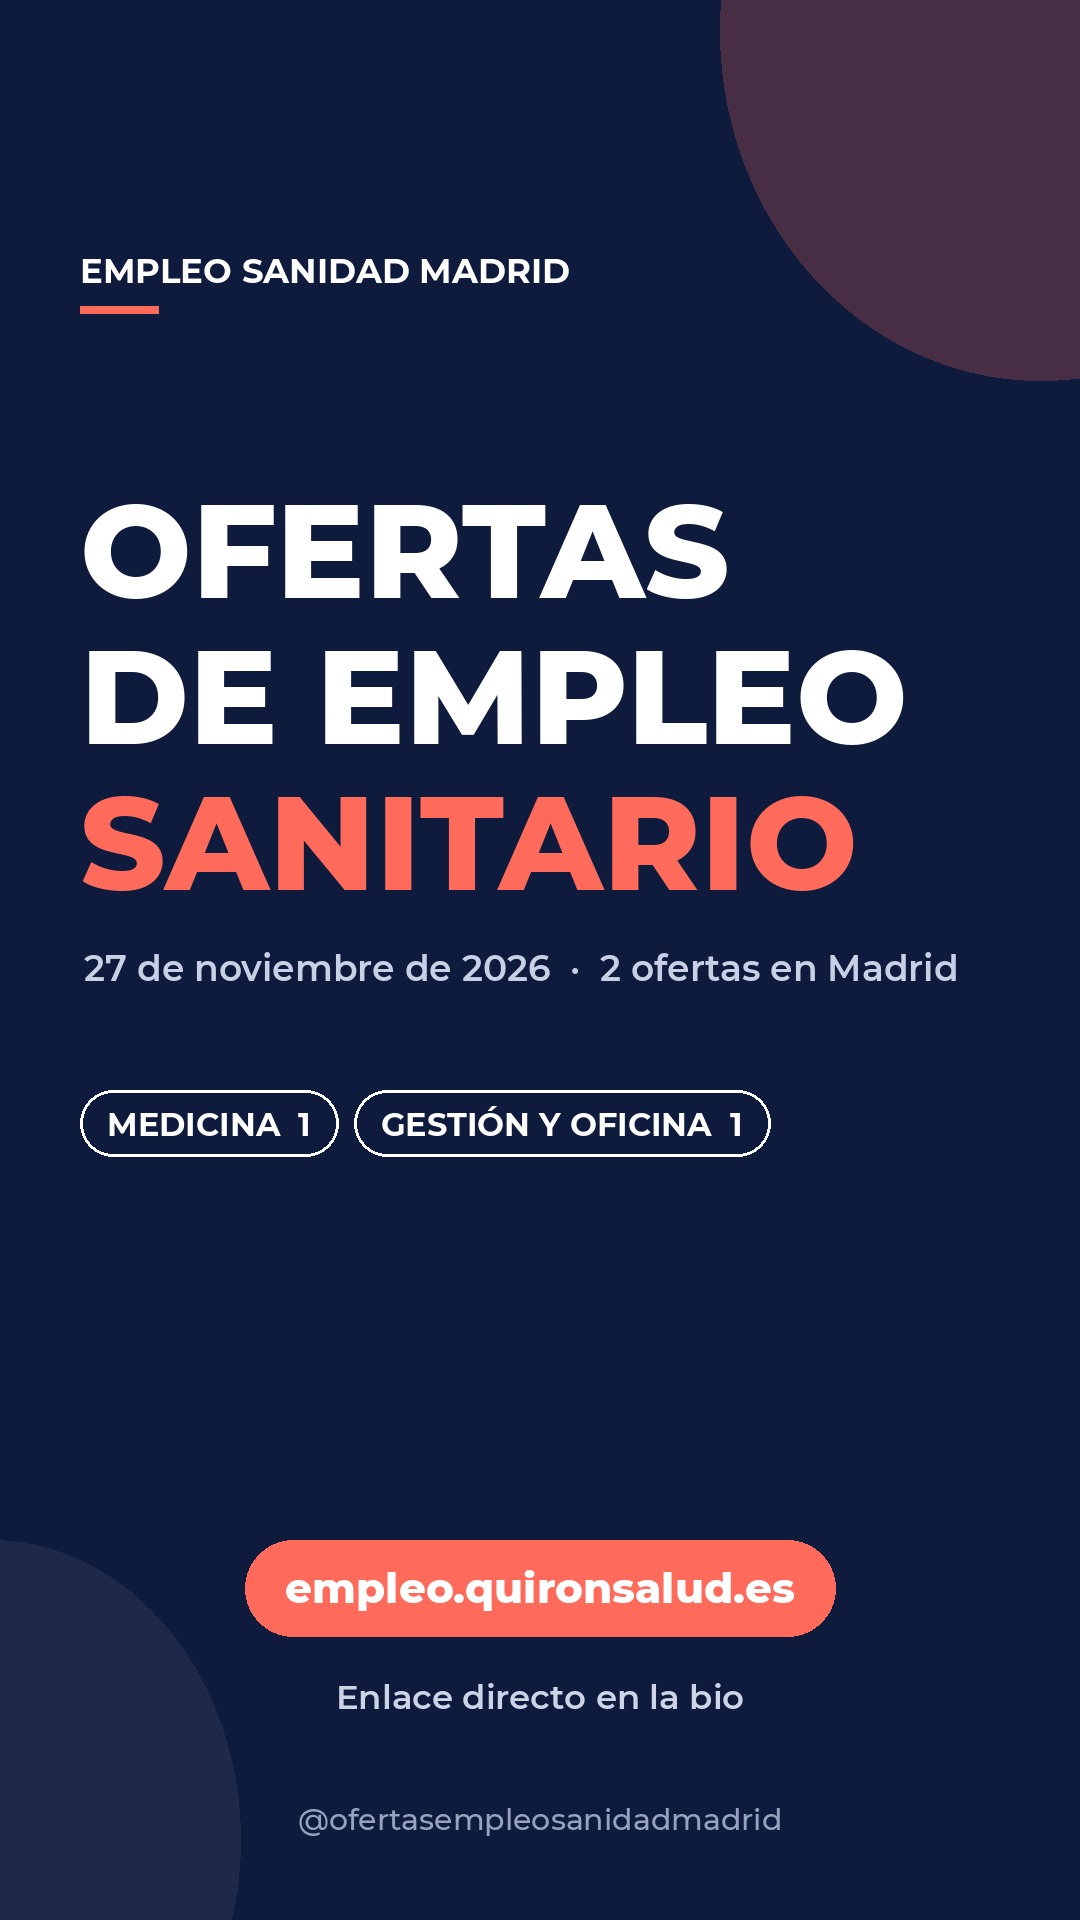 EMPLEO SANIDAD MADRID
OFERTAS
DE EMPLEO
SANITARIO
27 de noviembre de 2026 · 2 ofertas en Madrid
MEDICINA 1 GESTIÓN Y OFICINA 1
empleo.quironsalud.es
Enlace directo en la bio
@ofertasempleosanidadmadrid